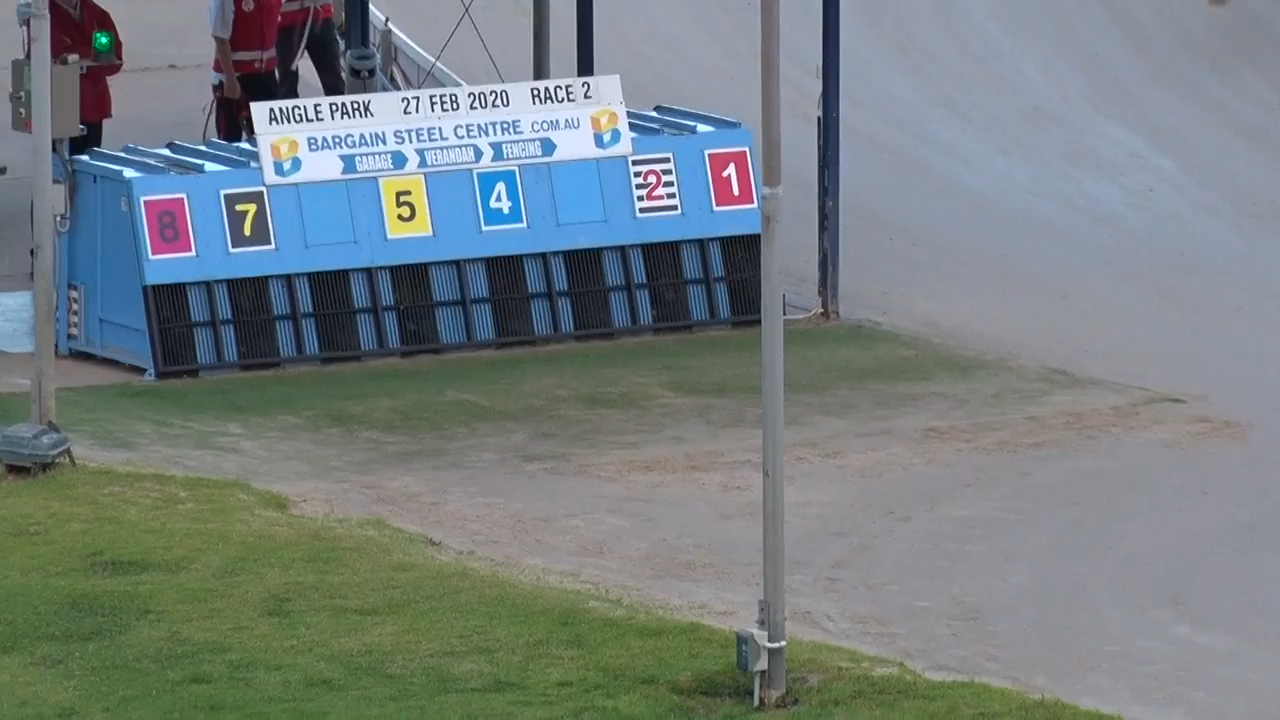 ANGLE PARK 27 FEB 2020 RACE 2
BARGAIN STEEL CENTRE .COM.AU
GARAGE VERANDAH FENCING
8 7 5 4 2 1